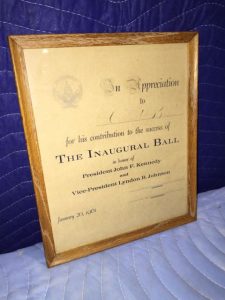 In Appreciation
to
for his contribution to the success of
THE INAUGURAL BALL
in honor of
President John F. Kennedy
and
Vice-President Lyndon B. Johnson
January 20, 1961